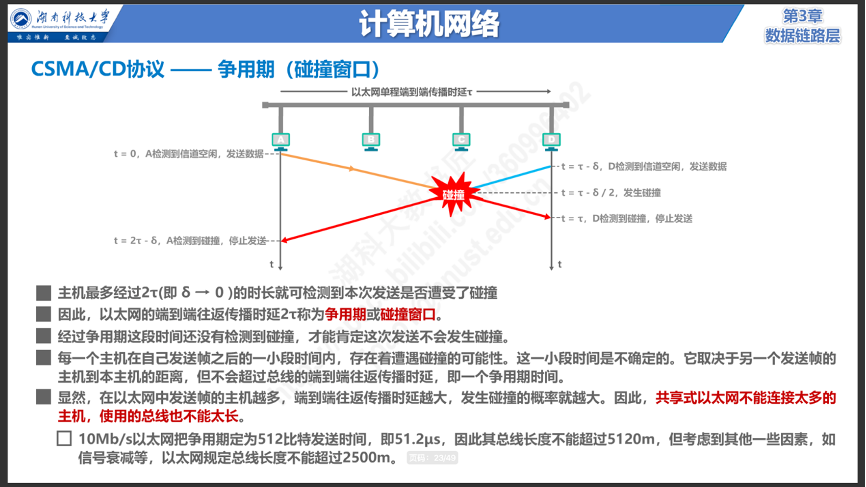 湖南科技大学
Hunan University of Science and Technology
唯实惟新 至诚致志
计算机网络
第3章
数据链路层
CSMA/CD协议 —— 争用期（碰撞窗口）
以太网单程端到端传播时延τ
A
B
C
D
t = 0，A检测到信道空闲，发送数据
t = τ - δ，D检测到信道空闲，发送数据
碰撞
t = τ - δ / 2，发生碰撞
t = τ，D检测到碰撞，停止发送
t = 2τ - δ，A检测到碰撞，停止发送
t
t
主机最多经过2τ(即 δ → 0 )的时长就可检测到本次发送是否遭受了碰撞
因此，以太网的端到端往返传播时延2τ称为争用期或碰撞窗口。
经过争用期这段时间还没有检测到碰撞，才能肯定这次发送不会发生碰撞。
每一个主机在自己发送帧之后的一小段时间内，存在着遭遇碰撞的可能性。这一小段时间是不确定的。它取决于另一个发送帧的
主机到本主机的距离，但不会超过总线的端到端往返传播时延，即一个争用期时间。
显然，在以太网中发送帧的主机越多，端到端往返传播时延越大，发生碰撞的概率就越大。因此，共享式以太网不能连接太多的
主机，使用的总线也不能太长。
10Mb/s以太网把争用期定为512比特发送时间，即51.2μs，因此其总线长度不能超过5120m，但考虑到其他一些因素，如
信号衰减等，以太网规定总线长度不能超过2500m。
页码：23/49